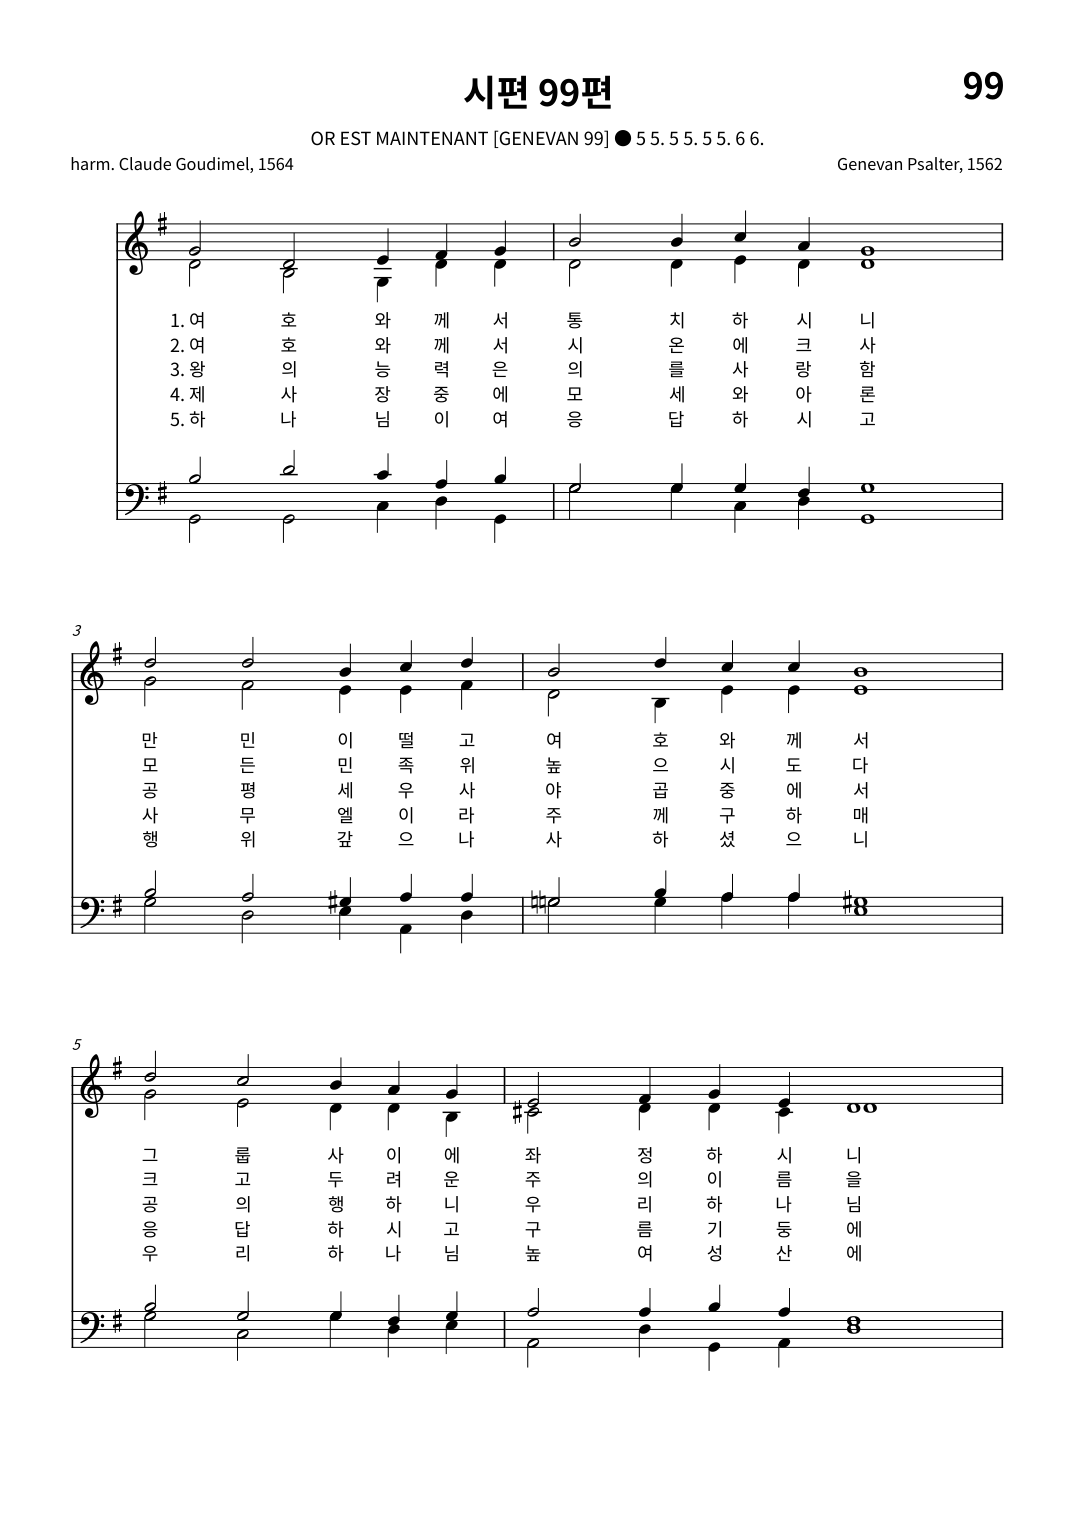 시편 99편
99
OR EST MAINTENANT [GENEVAN 99] ● 5 5. 5 5. 5 5. 6 6.
harm. Claude Goudimel, 1564
Genevan Psalter, 1562
1. 여 호 와 께 서 통 치 하 시 니
2. 여 호 와 께 서 시 온 에 크 사
3. 왕 의 능 력 은 의 를 사 랑 함
4. 제 사 장 중 에 모 세 와 아 론
5. 하 나 님 이 여 응 답 하 시 고
3
만 민 이 떨 고 여 호 와 께 서
모 든 민 족 위 높 으 시 도 다
공 평 세 우 사 야 곱 중 에 서
사 무 엘 이 라 주 께 구 하 매
행 위 갚 으 나 사 하 셨 으 니
5
그 룹 사 이 에 좌 정 하 시 니
크 고 두 려 운 주 의 이 름 을
공 의 행 하 니 우 리 하 나 님
응 답 하 시 고 구 름 기 둥 에
우 리 하 나 님 높 여 성 산 에